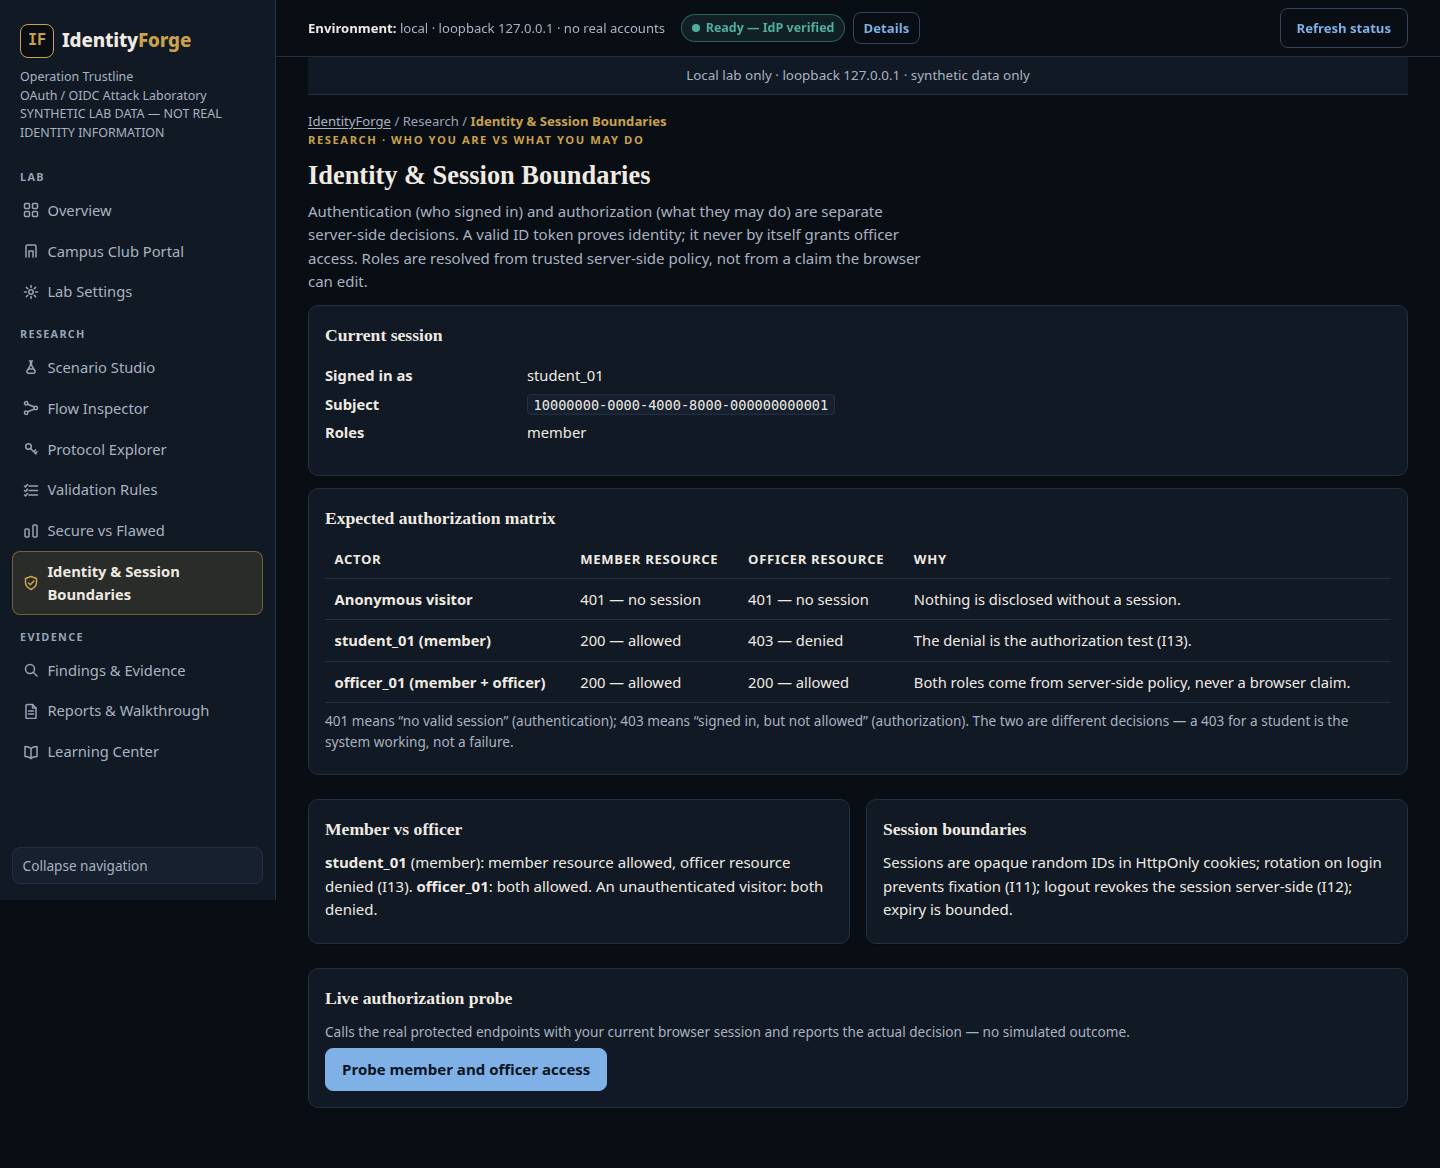 IF IdentityForge
Operation Trustline
OAuth / OIDC Attack Laboratory
SYNTHETIC LAB DATA — NOT REAL
IDENTITY INFORMATION
LAB
Overview
Campus Club Portal
Lab Settings
RESEARCH
Scenario Studio
Flow Inspector
Protocol Explorer
Validation Rules
Secure vs Flawed
Identity & Session
Boundaries
EVIDENCE
Findings & Evidence
Reports & Walkthrough
Learning Center
Collapse navigation
Environment: local · loopback 127.0.0.1 · no real accounts
Ready — IdP verified
Details
Refresh status
Local lab only · loopback 127.0.0.1 · synthetic data only
IdentityForge / Research / Identity & Session Boundaries
RESEARCH · WHO YOU ARE VS WHAT YOU MAY DO
Identity & Session Boundaries
Authentication (who signed in) and authorization (what they may do) are separate
server-side decisions. A valid ID token proves identity; it never by itself grants officer
access. Roles are resolved from trusted server-side policy, not from a claim the browser
can edit.
Current session
Signed in as student_01
Subject 10000000-0000-4000-8000-000000000001
Roles member
Expected authorization matrix
ACTOR MEMBER RESOURCE OFFICER RESOURCE WHY
Anonymous visitor 401 — no session 401 — no session Nothing is disclosed without a session.
student_01 (member) 200 — allowed 403 — denied The denial is the authorization test (I13).
officer_01 (member + officer) 200 — allowed 200 — allowed Both roles come from server-side policy, never a browser claim.
401 means “no valid session” (authentication); 403 means “signed in, but not allowed” (authorization). The two are different decisions — a 403 for a student is the
system working, not a failure.
Member vs officer
student_01 (member): member resource allowed, officer resource
denied (I13). officer_01: both allowed. An unauthenticated visitor: both
denied.
Session boundaries
Sessions are opaque random IDs in HttpOnly cookies; rotation on login
prevents fixation (I11); logout revokes the session server-side (I12);
expiry is bounded.
Live authorization probe
Calls the real protected endpoints with your current browser session and reports the actual decision — no simulated outcome.
Probe member and officer access